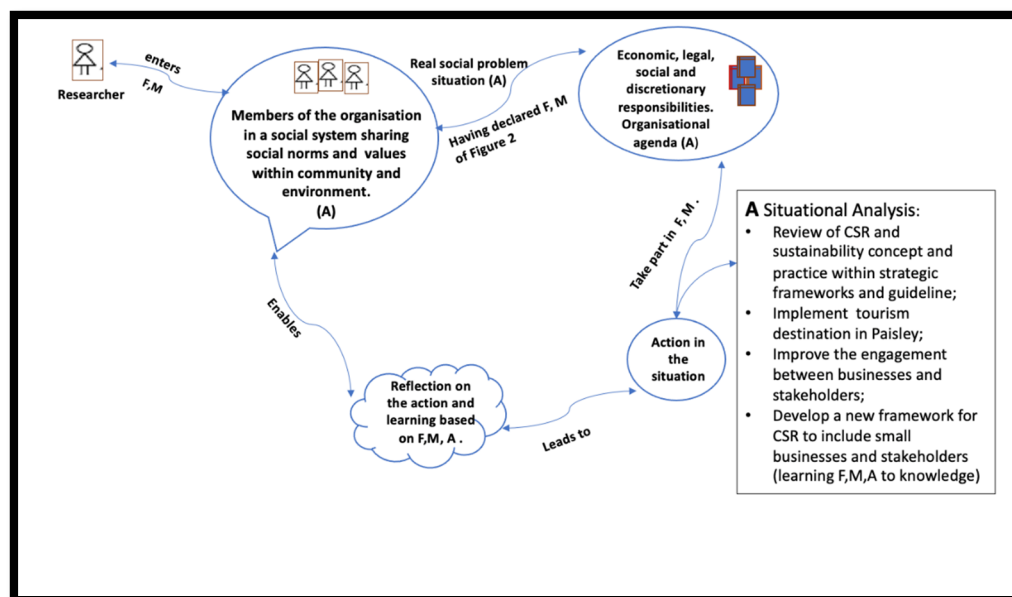 Researcher
enters
F,M
Members of the organisation
in a social system sharing
social norms and values
within community and
environment.
(A)
Real social problem
situation (A)
Having declared F, M
of Figure 2
Economic, legal,
social and
discretionary
responsibilities.
Organisational
agenda (A)
Take part in F, M .
Action in
the
situation
Leads to
Reflection on
the action and
learning based
on F,M, A .
Enables
A Situational Analysis:
• Review of CSR and
sustainability concept and
practice within strategic
frameworks and guideline;
• Implement tourism
destination in Paisley;
• Improve the engagement
between businesses and
stakeholders;
• Develop a new framework for
CSR to include small
businesses and stakeholders
(learning F,M,A to knowledge)